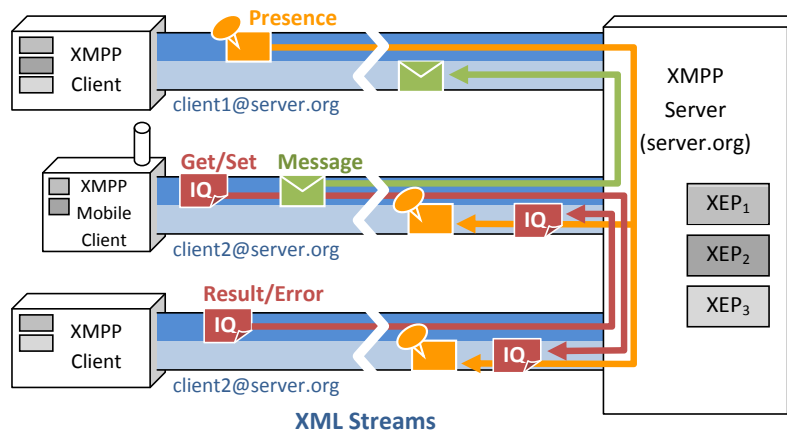 Presence
XMPP
Client
client1@server.org
XMPP
Server
(server.org)
Get/Set
Message
XMPP
Mobile
Client
IQ
IQ
client2@server.org
XEP1
XEP2
XEP3
Result/Error
XMPP
Client
IQ
IQ
client2@server.org
XML Streams